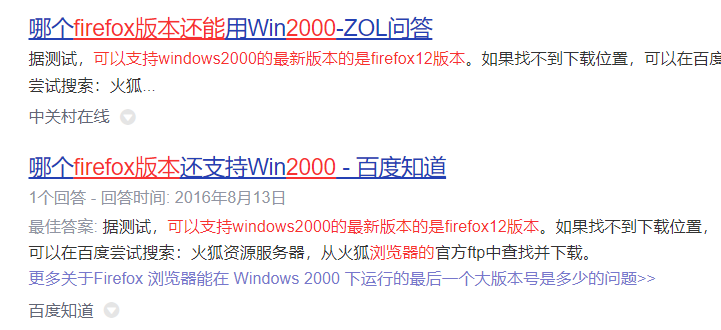 哪个firefox版本还能用Win2000-ZOL问答
据测试，可以支持windows2000的最新版本的是firefox12版本。如果找不到下载位置，可以在百度
尝试搜索：火狐...
中关村在线
哪个firefox版本还支持Win2000 - 百度知道
1个回答 - 回答时间: 2016年8月13日
最佳答案: 据测试，可以支持windows2000的最新版本的是firefox12版本。如果找不到下载位置，
可以在百度尝试搜索：火狐资源服务器，从火狐浏览器的官方ftp中查找并下载。
更多关于Firefox 浏览器能在 Windows 2000 下运行的最后一个大版本号是多少的问题>>
百度知道